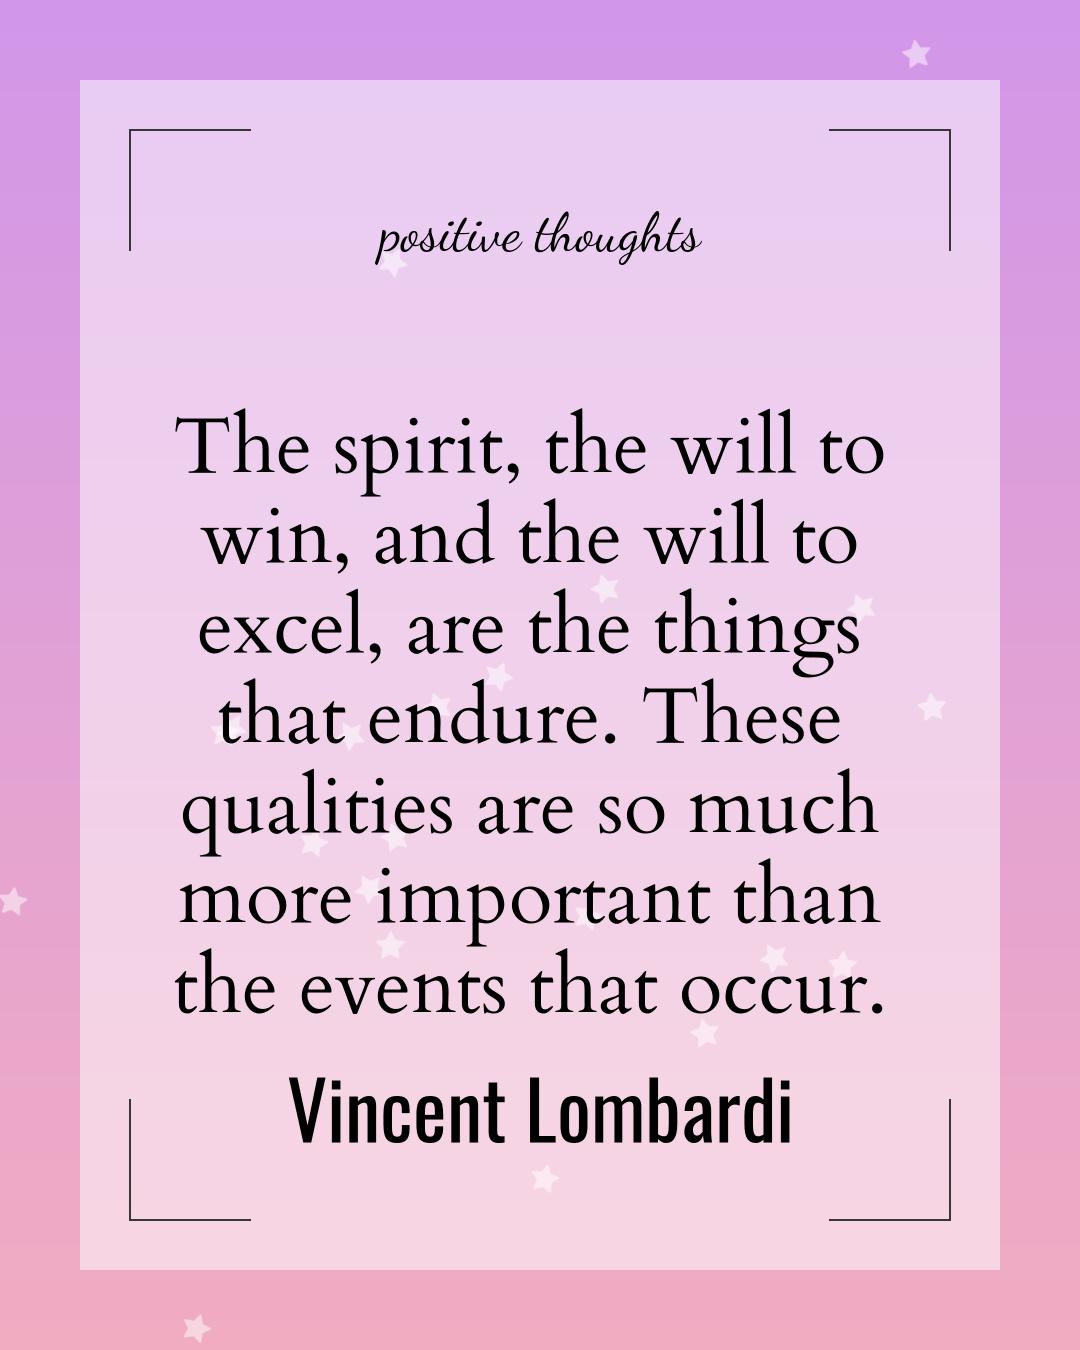 positive thoughts
The spirit, the will to
win, and the will to
excel, are the things
that endure. These
qualities are so much
more important than
the events that occur.
Vincent Lombardi